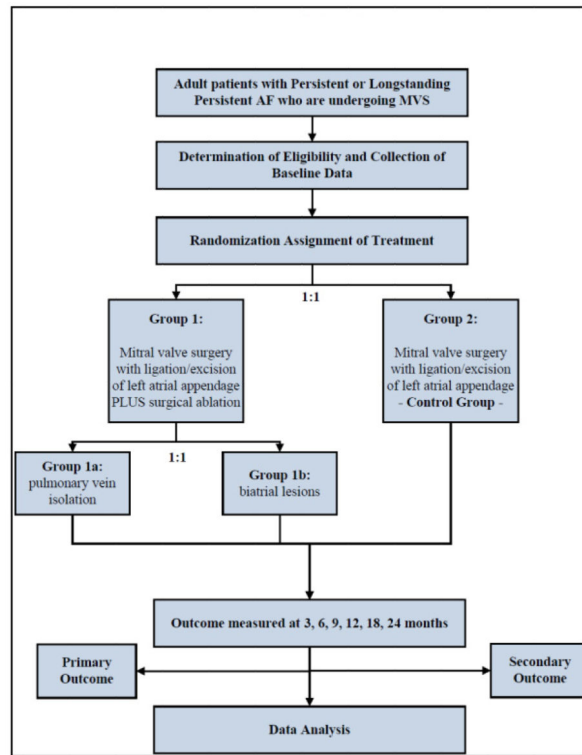 Adult patients with Persistent or Longstanding
Persistent AF who are undergoing MVS
Determination of Eligibility and Collection of
Baseline Data
Randomization Assignment of Treatment
1:1
Group 1:
Mitral valve surgery
with ligation/excision
of left atrial appendage
PLUS surgical ablation
Group 2:
Mitral valve surgery
with ligation/excision
of left atrial appendage
- Control Group -
1:1
Group 1a:
pulmonary vein
isolation
Group 1b:
biatrial lesions
Outcome measured at 3, 6, 9, 12, 18, 24 months
Primary
Outcome
Secondary
Outcome
Data Analysis